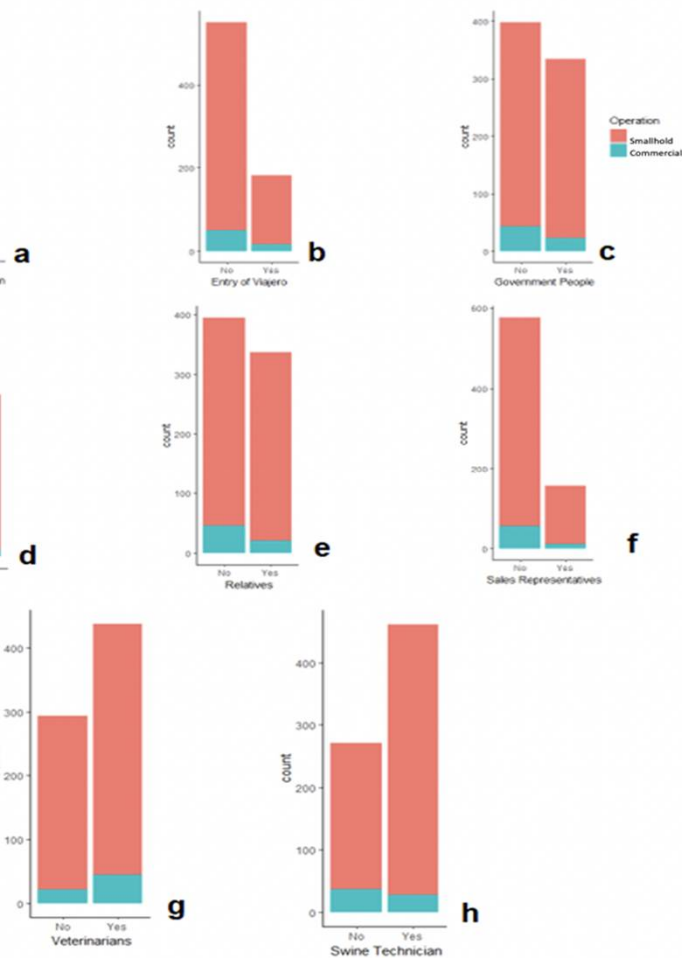 400
200
0
count
No Yes
Entry of Viajero
b
400
300
200
100
0
count
No Yes
Government People
c
Operation
Smallhold
Commercial
a
n
400
300
200
100
0
count
No Yes
Relatives
e
600
400
200
0
count
No Yes
Sales Representatives
f
d
400
300
200
100
0
No Yes
Veterinarians
g
400
300
200
100
0
count
No Yes
Swine Technician
h